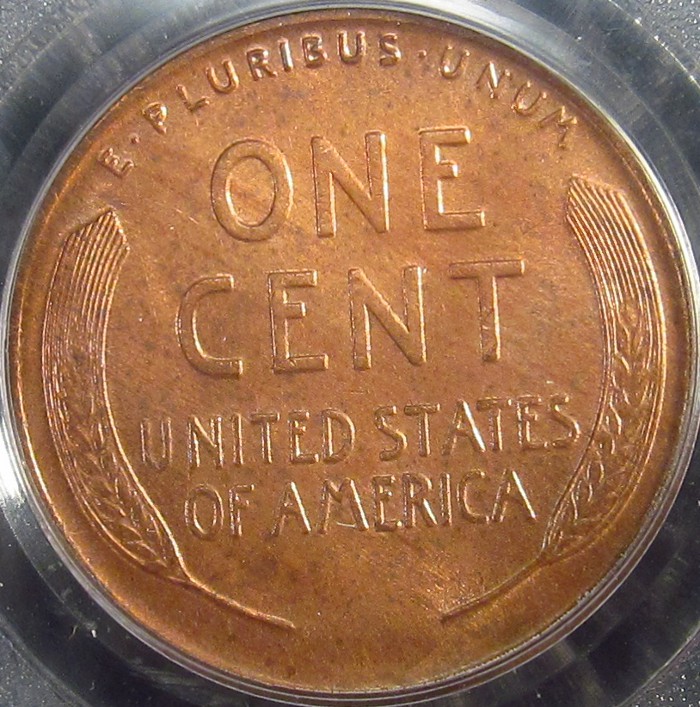 E·PLURIBUS·UNUM
ONE
CENT
UNITED STATES
OF AMERICA